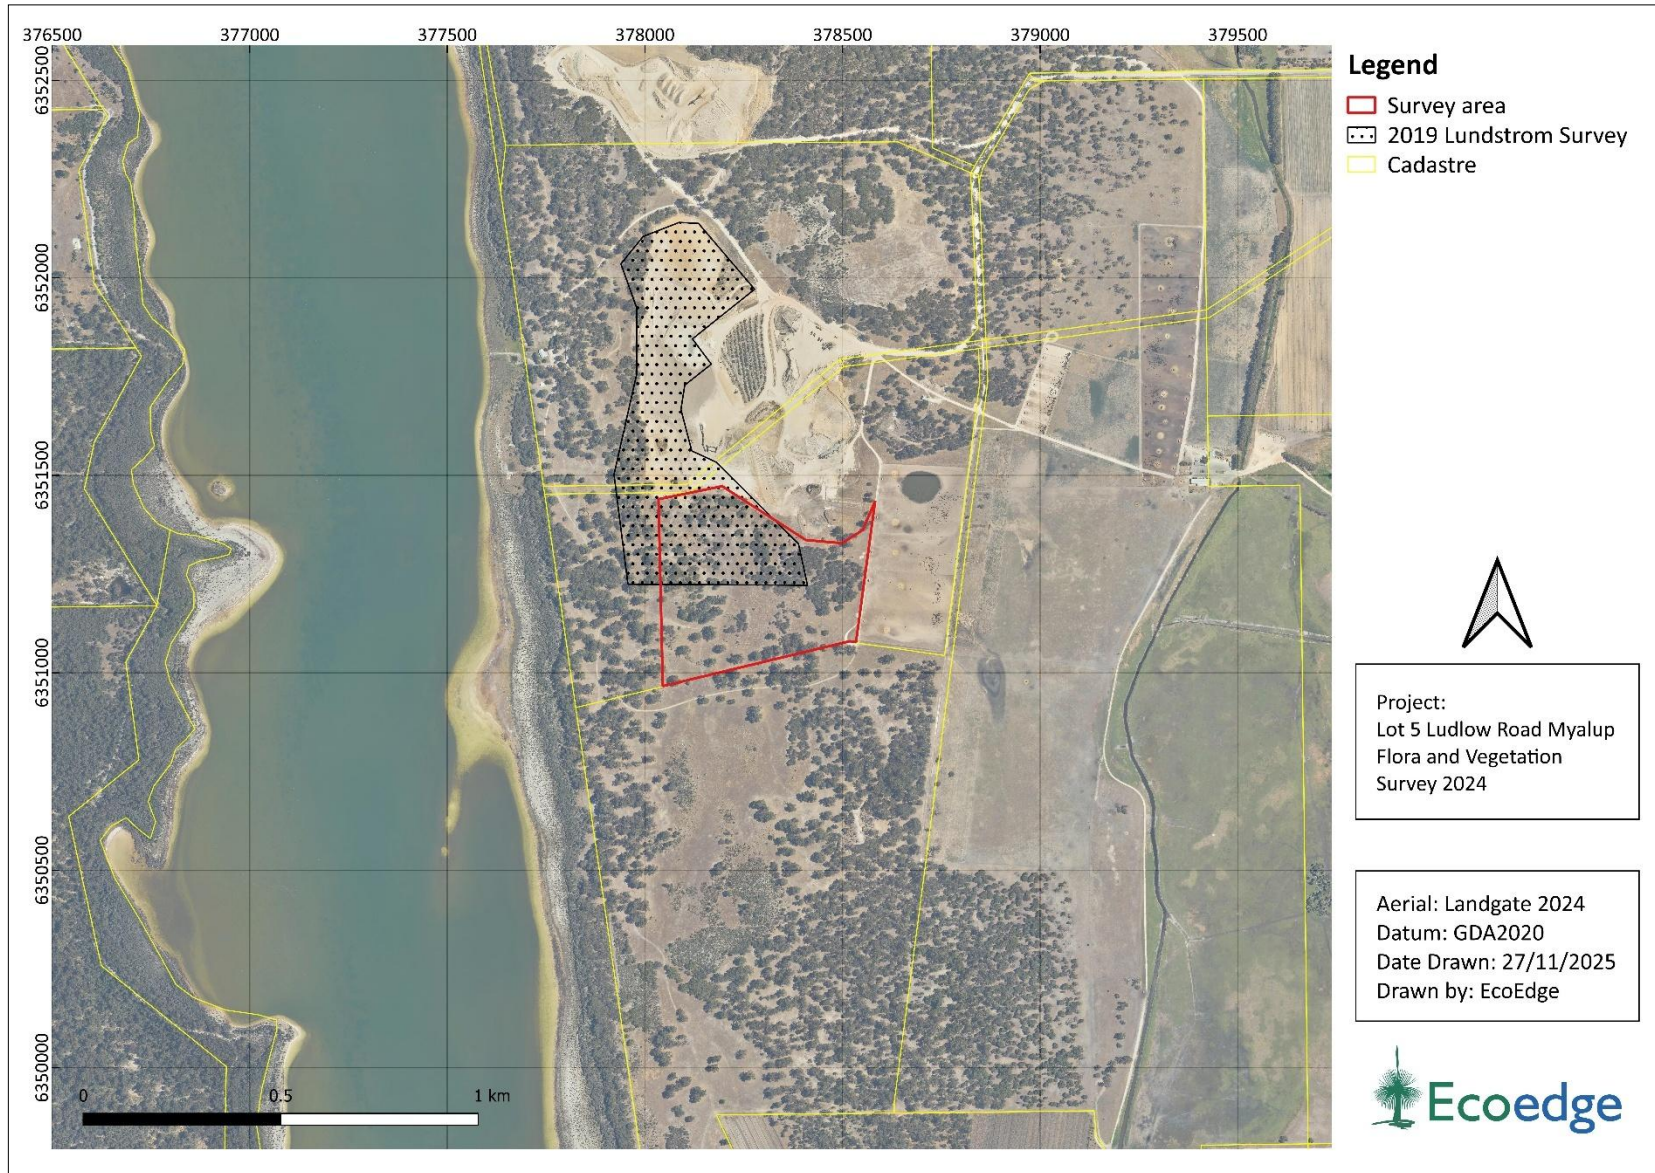 376500 377000 377500 378000 378500 379000 379500
6352500
6352000
6351500
6351000
6350500
6350000
0 0.5 1 km
Legend
Survey area
2019 Lundstrom Survey
Cadastre
Project:
Lot 5 Ludlow Road Myalup
Flora and Vegetation
Survey 2024
Aerial: Landgate 2024
Datum: GDA2020
Date Drawn: 27/11/2025
Drawn by: EcoEdge
Ecoedge